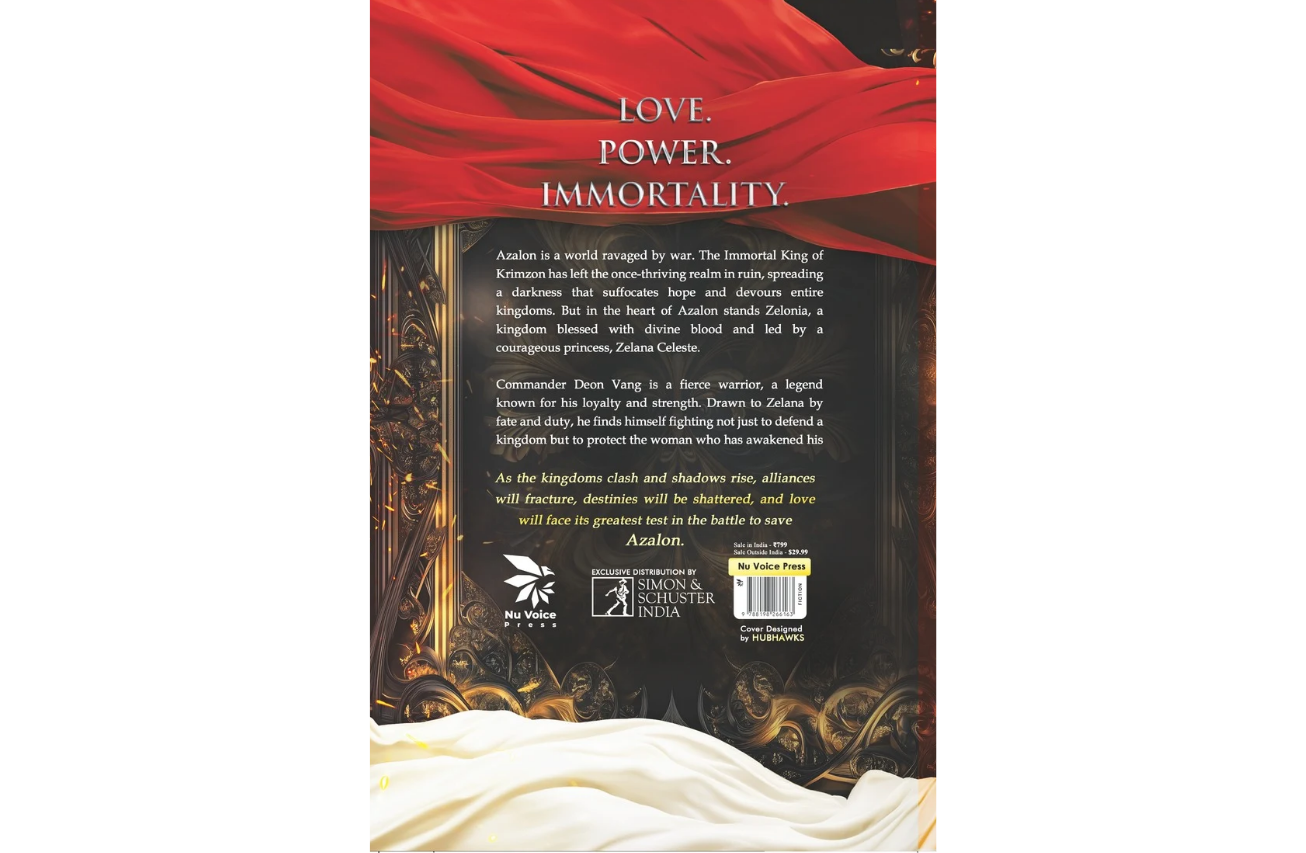 LOVE.
POWER.
IMMORTALITY.
Azalon is a world ravaged by war. The Immortal King of
Krimzon has left the once-thriving realm in ruin, spreading
a darkness that suffocates hope and devours entire
kingdoms. But in the heart of Azalon stands Zelonia, a
kingdom blessed with divine blood and led by a
courageous princess, Zelana Celeste.
Commander Deon Vang is a fierce warrior, a legend
known for his loyalty and strength. Drawn to Zelana by
fate and duty, he finds himself fighting not just to defend a
kingdom but to protect the woman who has awakened his
As the kingdoms clash and shadows rise, alliances
will fracture, destinies will be shattered, and love
will face its greatest test in the battle to save
Azalon.
Nu Voice
Press
EXCLUSIVE DISTRIBUTION BY
SIMON &
SCHUSTER
INDIA
Sale in India - ₹799
Sale Outside India - $29.99
Nu Voice Press
FICTION
9 788198 266163
Cover Designed
by HUBHAWKS